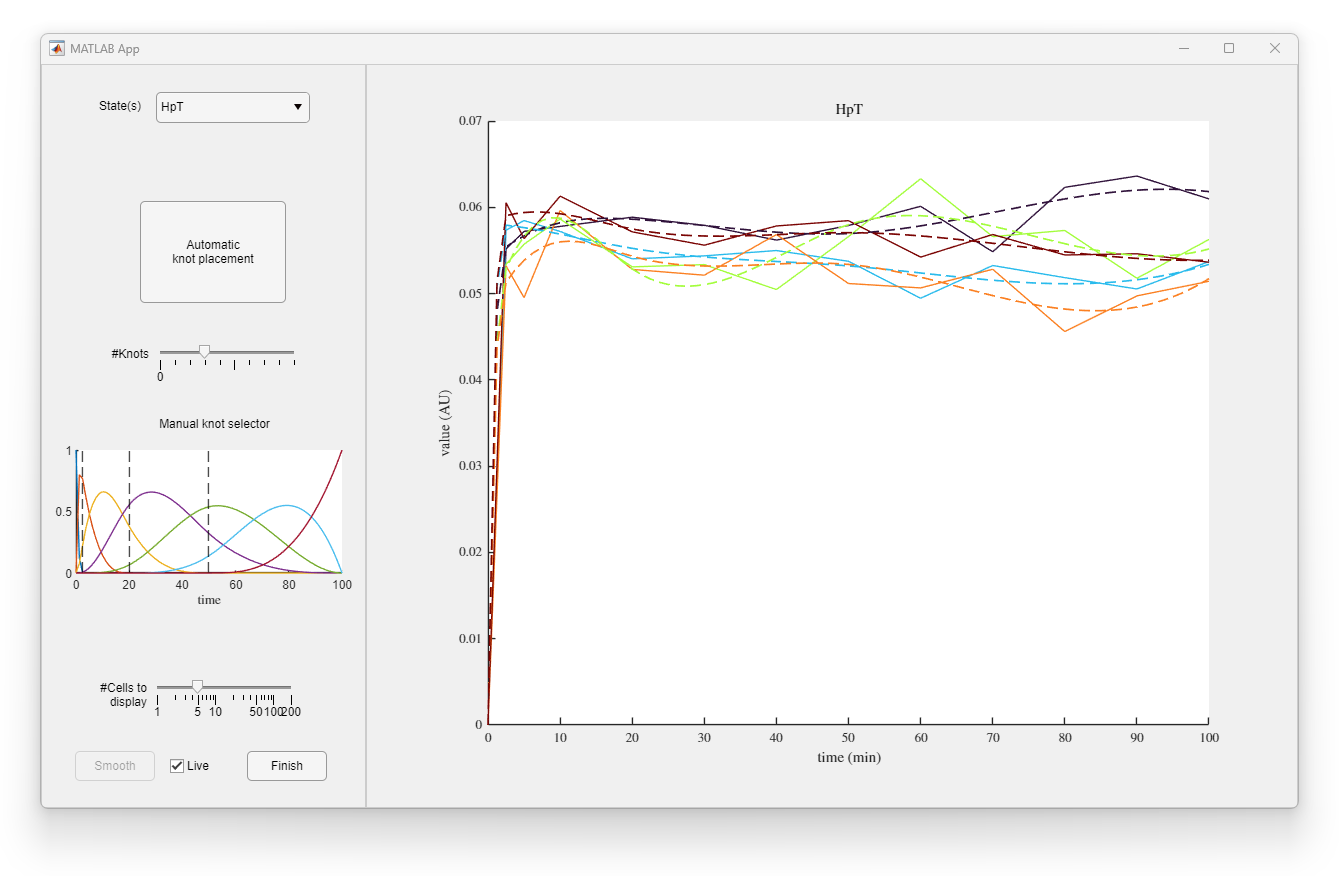 MATLAB App
State(s)
HpT
Automatic
knot placement
#Knots
0
Manual knot selector
1
0.5
0
0 20 40 60 80 100
time
#Cells to
display
1 5 10 50 100 200
Smooth
Live
Finish
HpT
0.07
0.06
0.05
0.04
0.03
0.02
0.01
0
value (AU)
0 10 20 30 40 50 60 70 80 90 100
time (min)